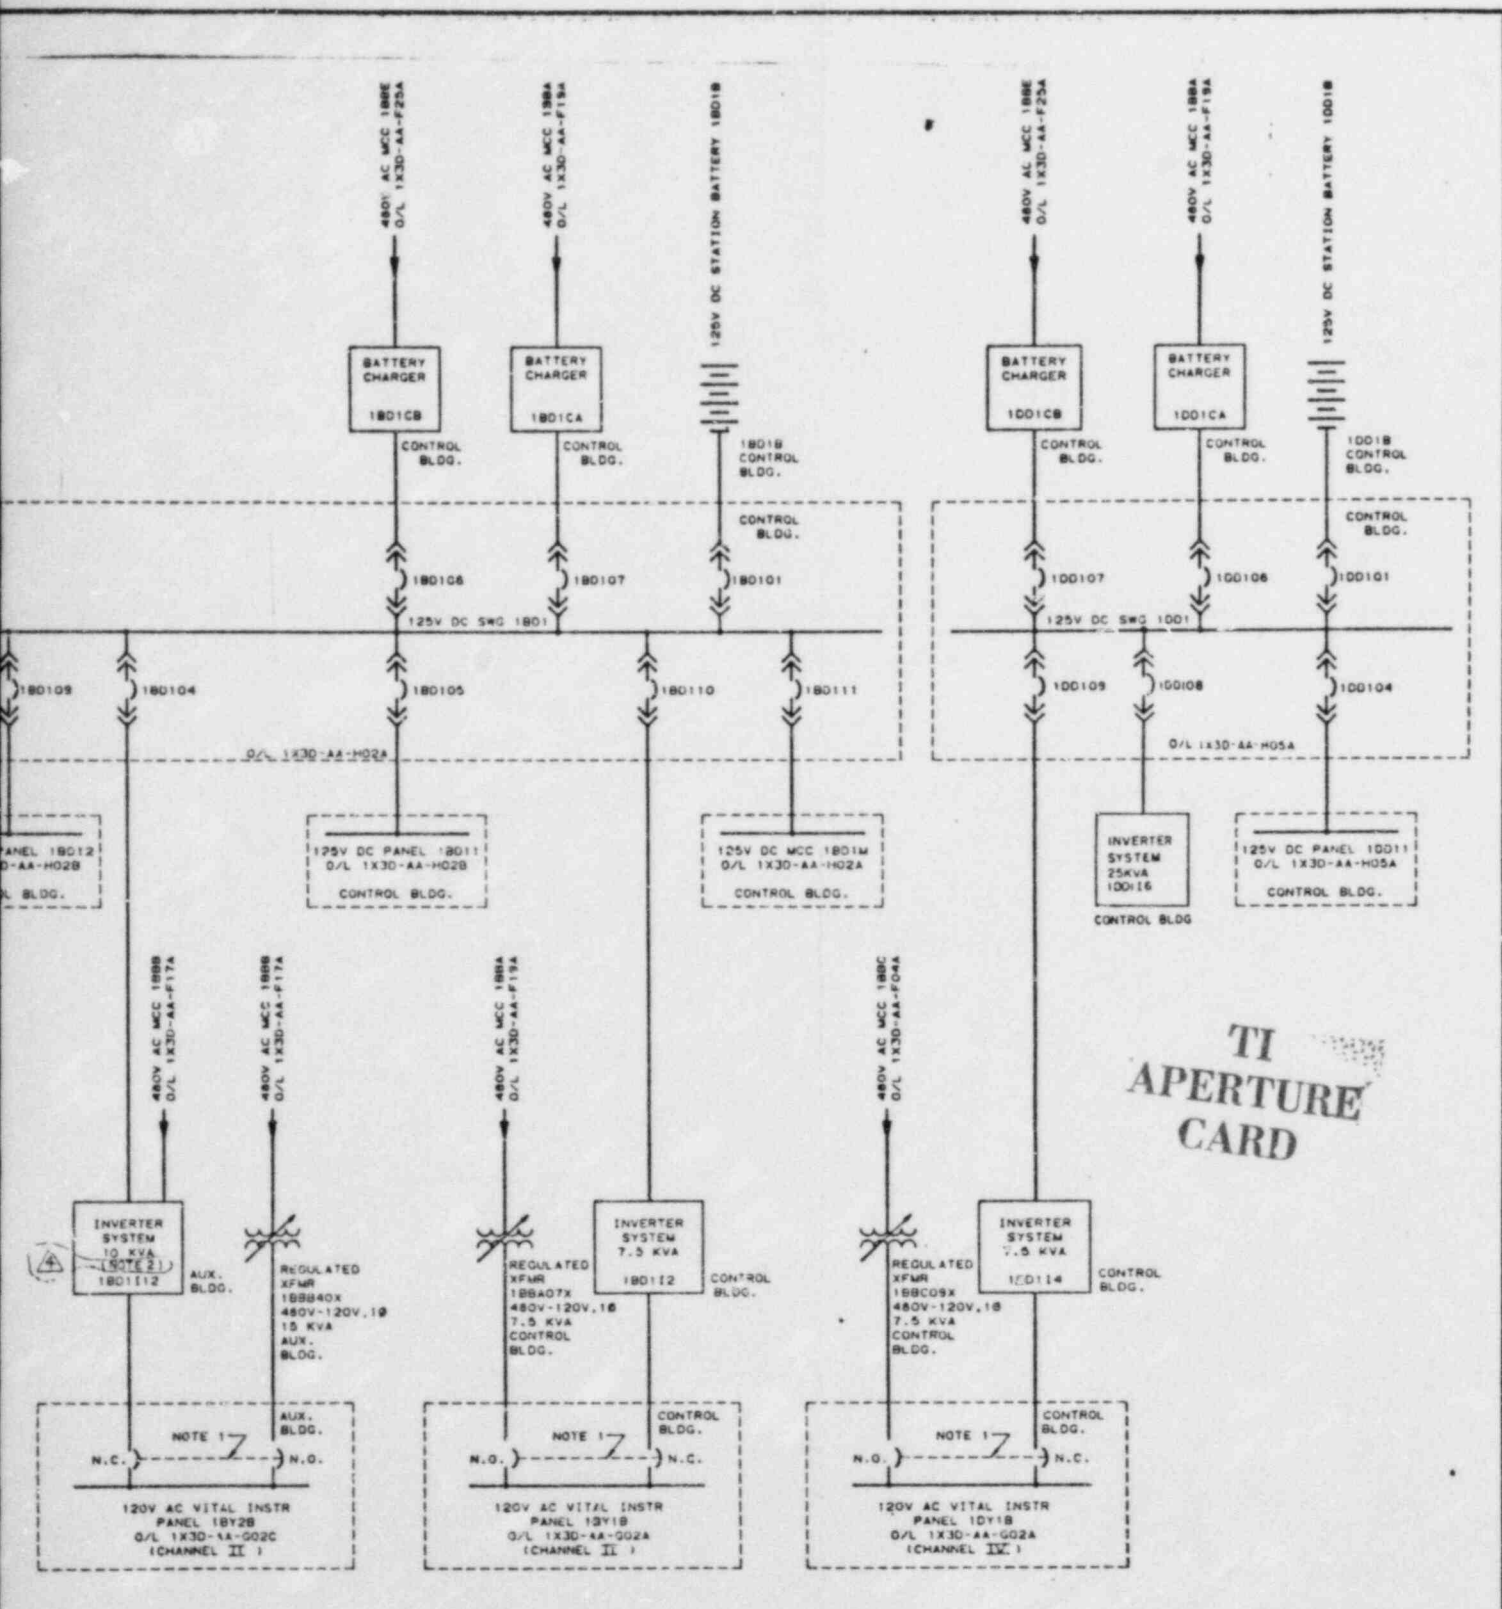 480V AC MCC 1BBE
O/L 1X3D-AA-F25A
480V AC MCC 1BBA
O/L 1X3D-AA-F19A
125V DC STATION BATTERY 1BD1B
480V AC MCC 1BBE
O/L 1X3D-AA-F25A
480V AC MCC 1BBA
O/L 1X3D-AA-F19A
125V DC STATION BATTERY 1DD1B
BATTERY
CHARGER
1BD1CB
BATTERY
CHARGER
1BD1CA
BATTERY
CHARGER
1DD1CB
BATTERY
CHARGER
1DD1CA
CONTROL
BLDG.
CONTROL
BLDG.
1BD1B
CONTROL
BLDG.
CONTROL
BLDG.
CONTROL
BLDG.
1DD1B
CONTROL
BLDG.
CONTROL
BLDG.
CONTROL
BLDG.
1BD106
1BD107
1BD101
1DD107
1DD106
1DD101
125V DC SWG 1BD1
125V DC SWG 1DD1
1BD109
1BD104
1BD105
1BD110
1BD111
1DD109
1DD108
1DD104
O/L 1X3D-AA-H02A
O/L 1X3D-AA-H05A
PANEL 1BD12
D-AA-H02B
L BLDG.
125V DC PANEL 1BD11
O/L 1X3D-AA-H02B
CONTROL BLDG.
125V DC MCC 1BD1M
O/L 1X3D-AA-H02A
CONTROL BLDG.
INVERTER
SYSTEM
25KVA
1DD1I6
CONTROL BLDG
125V DC PANEL 1DD11
O/L 1X3D-AA-H05A
CONTROL BLDG.
480V AC MCC 1BBB
O/L 1X3D-AA-F17A
480V AC MCC 1BBB
O/L 1X3D-AA-F17A
480V AC MCC 1BBA
O/L 1X3D-AA-F19A
480V AC MCC 1BBC
O/L 1X3D-AA-F04A
TI
APERTURE
CARD
INVERTER
SYSTEM
10 KVA
(NOTE 2)
1BD1I12
AUX.
BLDG.
REGULATED
XFMR
1BBB40X
480V-120V,1Ø
15 KVA
AUX.
BLDG.
REGULATED
XFMR
1BBA07X
480V-120V,1Ø
7.5 KVA
CONTROL
BLDG.
INVERTER
SYSTEM
7.5 KVA
1BD1I2
CONTROL
BLDG.
REGULATED
XFMR
1BBC09X
480V-120V,1Ø
7.5 KVA
CONTROL
BLDG.
INVERTER
SYSTEM
7.5 KVA
1DD1I4
CONTROL
BLDG.
AUX.
BLDG.
NOTE 1
N.C.
N.O.
120V AC VITAL INSTR
PANEL 1BY2B
O/L 1X3D-AA-G02C
(CHANNEL II)
CONTROL
BLDG.
NOTE 1
N.O.
N.C.
120V AC VITAL INSTR
PANEL 1BY1B
O/L 1X3D-AA-G02A
(CHANNEL II)
CONTROL
BLDG.
NOTE 1
N.O.
N.C.
120V AC VITAL INSTR
PANEL 1DY1B
O/L 1X3D-AA-G02A
(CHANNEL IV)